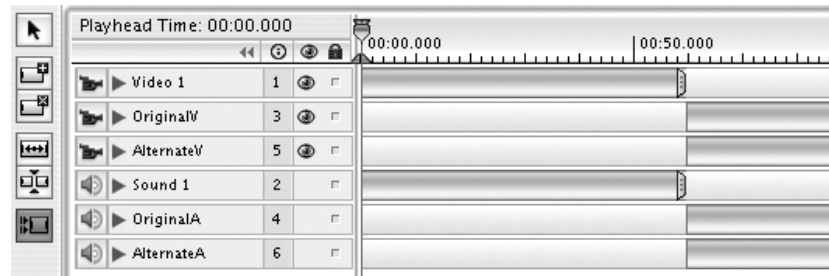 Playhead Time: 00:00.000
00:00.000 00:50.000
Video 1 1
OriginalV 3
AlternateV 5
Sound 1 2
OriginalA 4
AlternateA 6